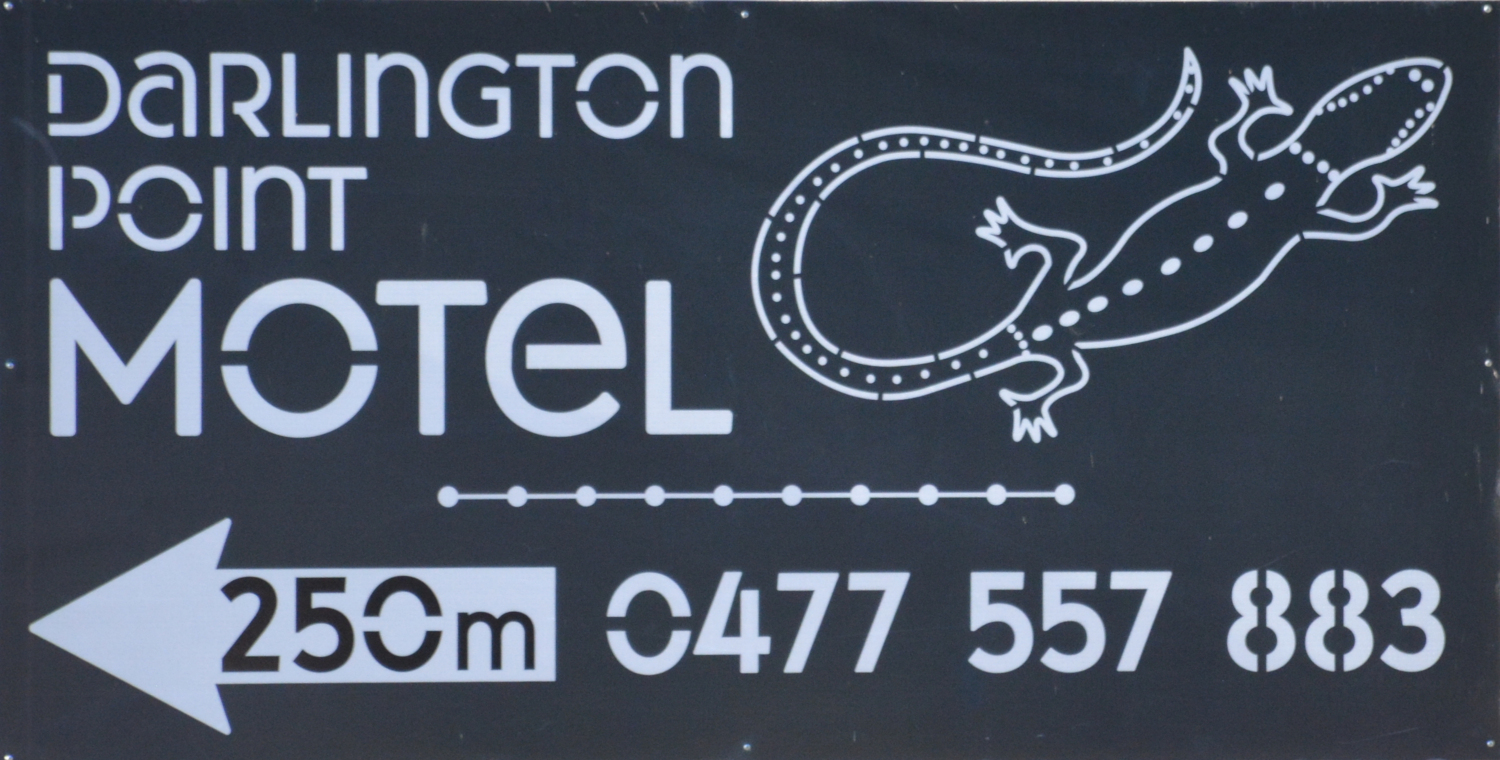 DaRLINGTON
POINT
MOTeL
250m 0477 557 883